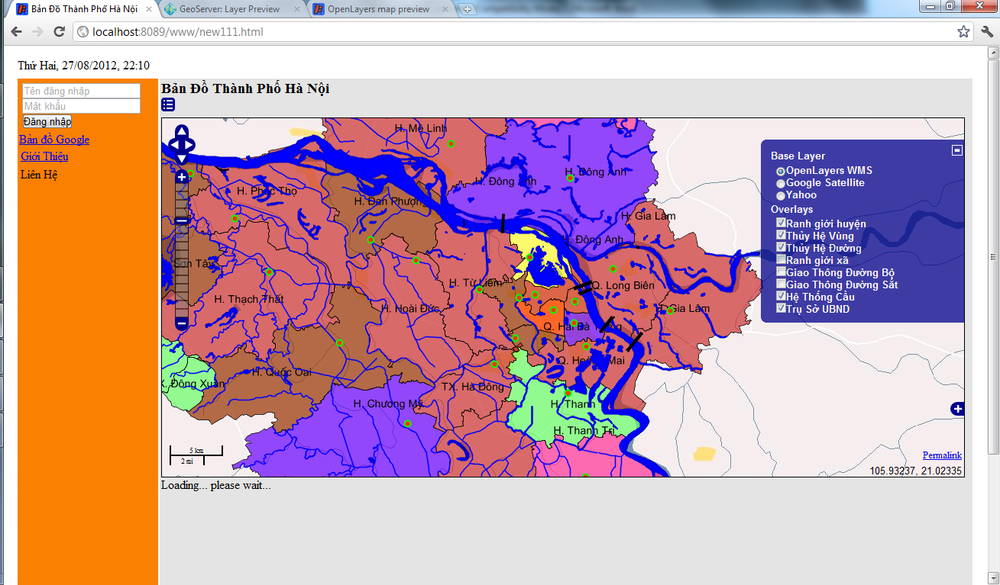 Bản Đồ Thành Phố Hà Nội
GeoServer: Layer Preview
OpenLayers map preview
localhost:8089/www/new111.html
Thứ Hai, 27/08/2012, 22:10
Tên đăng nhập
Mật khẩu
Đăng nhập
Bản đồ Google
Giới Thiệu
Liên Hệ
Bản Đồ Thành Phố Hà Nội
H. Mê Linh
H. Đông Anh
H. Đông Anh
H. Phúc Thọ
H. Đan Phượng
H. Gia Lâm
H. Đông Anh
Sơn Tây
H. Từ Liêm
Q. Long Biên
H. Thạch Thất
H. Hoài Đức
H. Gia Lâm
Q. Hai Bà Trưng
Q. Hoàng Mai
H. Quốc Oai
X. Đông Xuân
TX. Hà Đông
H. Chương Mỹ
H. Thanh
H. Thanh Trì
Base Layer
OpenLayers WMS
Google Satellite
Yahoo
Overlays
Ranh giới huyện
Thủy Hệ Vùng
Thủy Hệ Đường
Ranh giới xã
Giao Thông Đường Bộ
Giao Thông Đường Sắt
Hệ Thống Cầu
Trụ Sở UBND
5 km
2 mi
Permalink
105.93237, 21.02335
Loading... please wait...